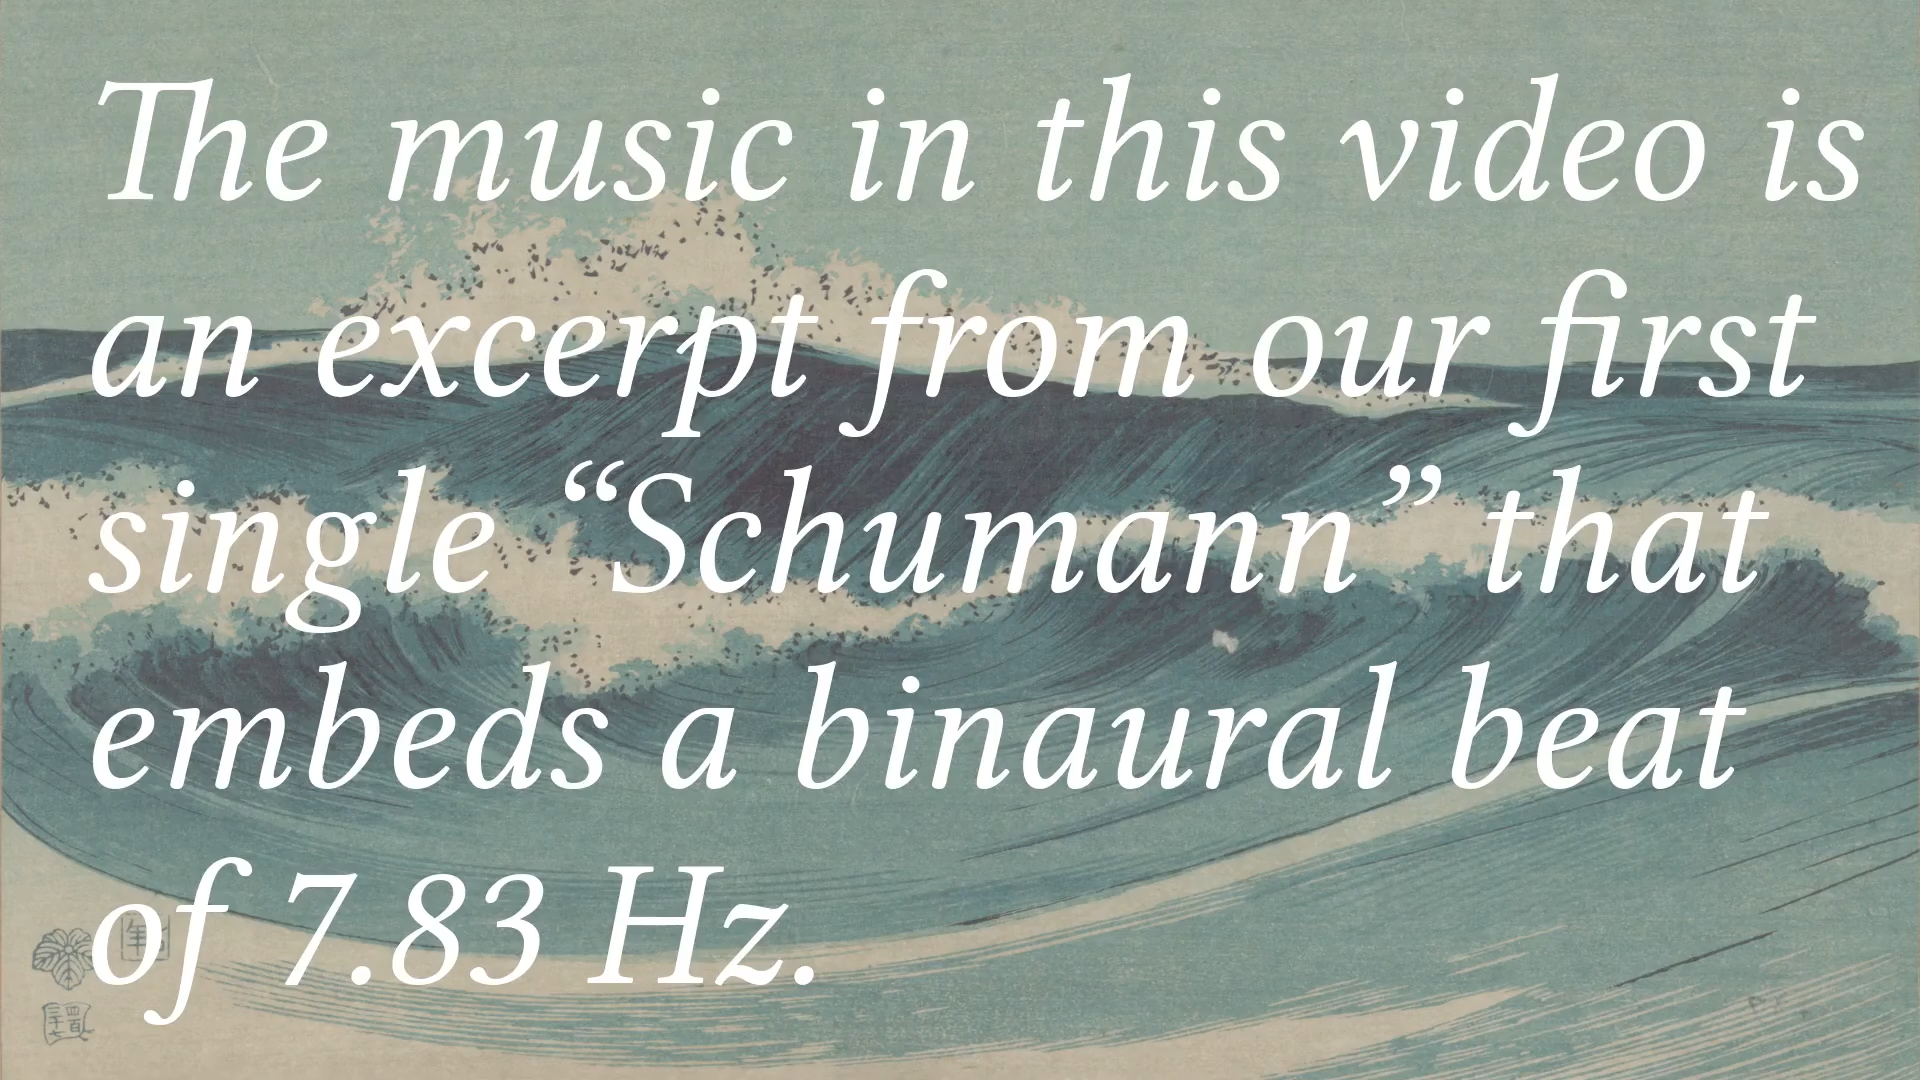 The music in this video is
an excerpt from our first
single “Schumann” that
embeds a binaural beat
of 7.83 Hz.